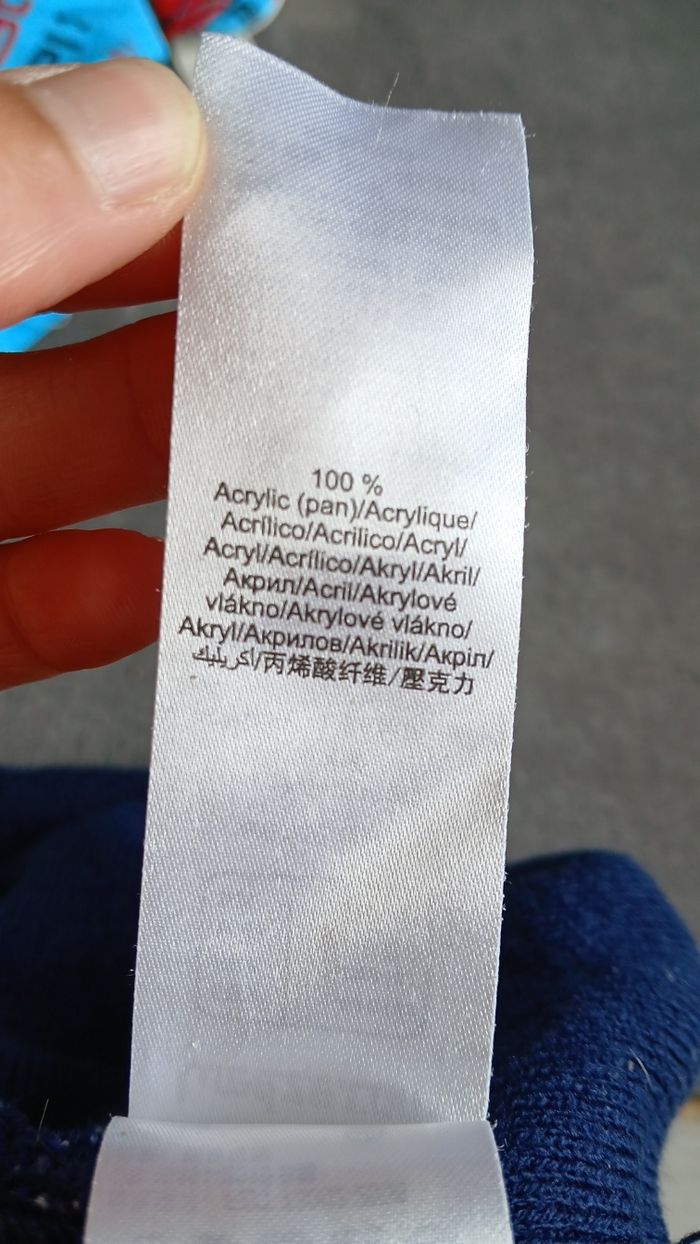 100 %
Acrylic (pan)/Acrylique/
Acrílico/Acrilico/Acryl/
Acryl/Acrílico/Akryl/Akril/
Акрил/Acril/Akrylové
vlákno/Akrylové vlákno/
Akryl/Акрилов/Akrilik/Акріл/
أكريليك/丙烯酸纤维/壓克力